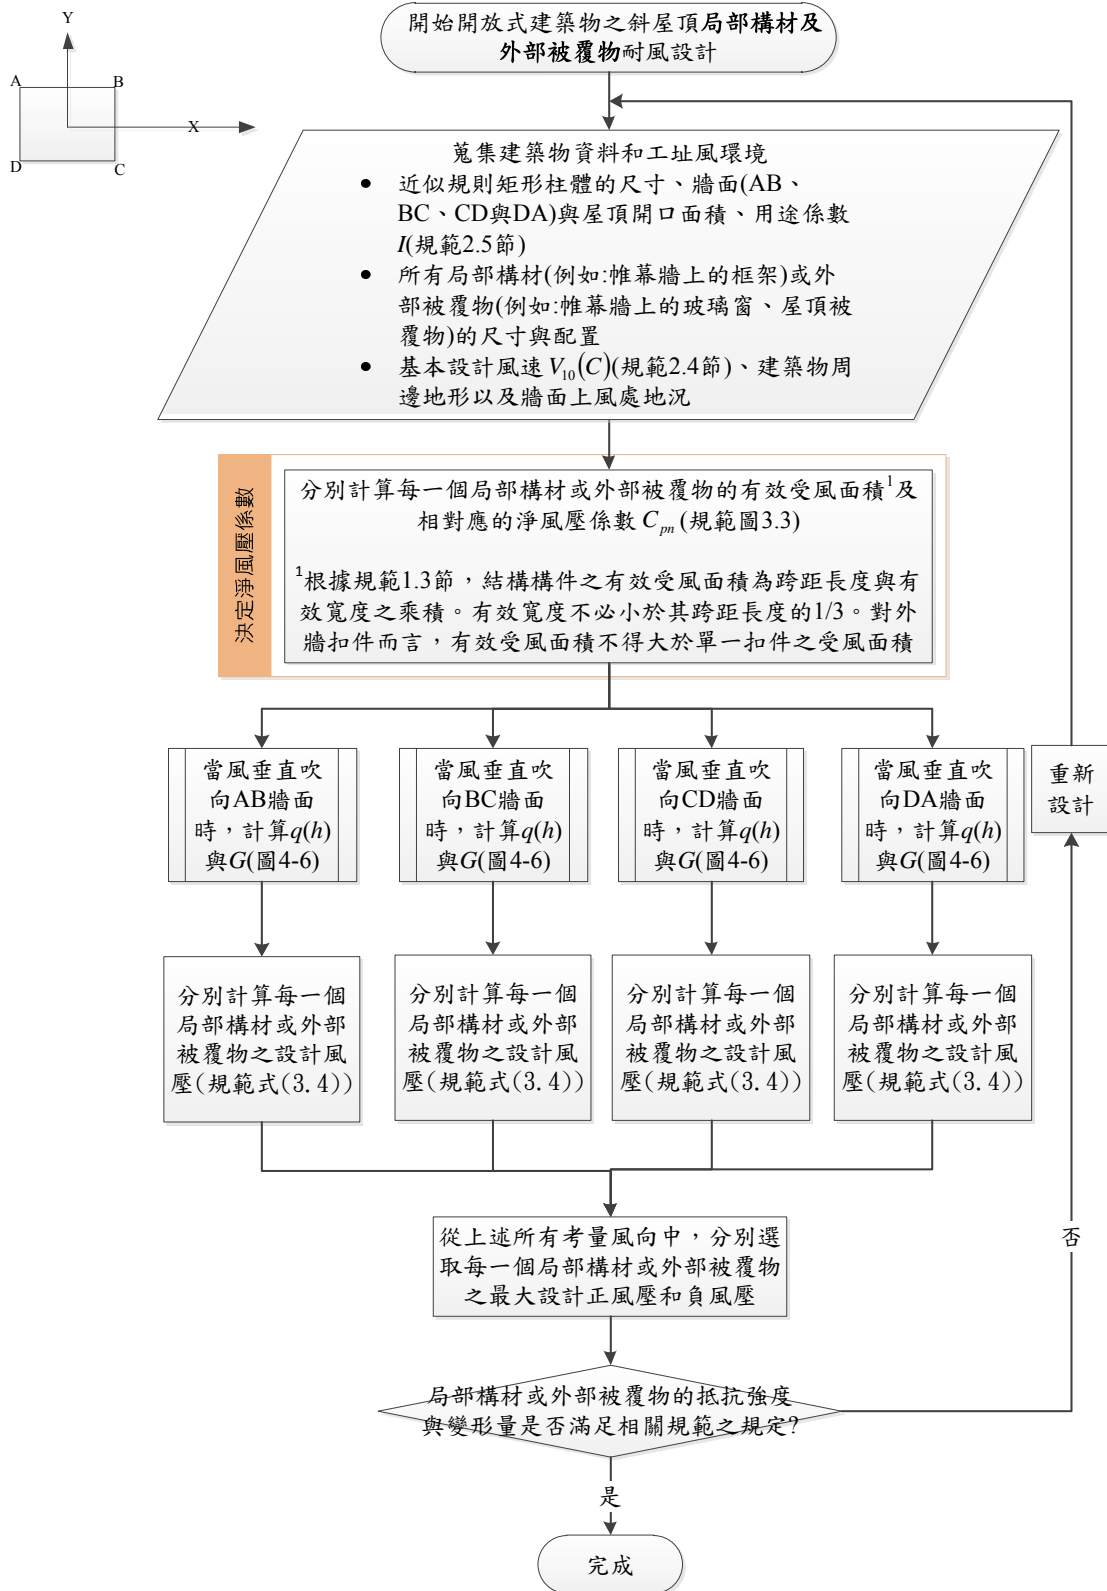 開始開放式建築物之斜屋頂局部構材及
外部被覆物耐風設計
Y
A
B
X
D
C
蒐集建築物資料和工址風環境
● 近似規則矩形柱體的尺寸、牆面(AB、
BC、CD與DA)與屋頂開口面積、用途係數
I(規範2.5節)
● 所有局部構材(例如:帷幕牆上的框架)或外
部被覆物(例如:帷幕牆上的玻璃窗、屋頂被
覆物)的尺寸與配置
● 基本設計風速 V10(C)(規範2.4節)、建築物周
邊地形以及牆面上風處地況
決定淨風壓係數
分別計算每一個局部構材或外部被覆物的有效受風面積¹及
相對應的淨風壓係數 Cpn (規範圖3.3)
¹根據規範1.3節，結構構件之有效受風面積為跨距長度與有
效寬度之乘積。有效寬度不必小於其跨距長度的1/3。對外
牆扣件而言，有效受風面積不得大於單一扣件之受風面積
當風垂直吹
向AB牆面
時，計算q(h)
與G(圖4-6)
當風垂直吹
向BC牆面
時，計算q(h)
與G(圖4-6)
當風垂直吹
向CD牆面
時，計算q(h)
與G(圖4-6)
當風垂直吹
向DA牆面
時，計算q(h)
與G(圖4-6)
重新
設計
分別計算每一個
局部構材或外部
被覆物之設計風
壓(規範式(3.4))
分別計算每一個
局部構材或外部
被覆物之設計風
壓(規範式(3.4))
分別計算每一個
局部構材或外部
被覆物之設計風
壓(規範式(3.4))
分別計算每一個
局部構材或外部
被覆物之設計風
壓(規範式(3.4))
從上述所有考量風向中，分別選
取每一個局部構材或外部被覆物
之最大設計正風壓和負風壓
否
局部構材或外部被覆物的抵抗強度
與變形量是否滿足相關規範之規定?
是
完成